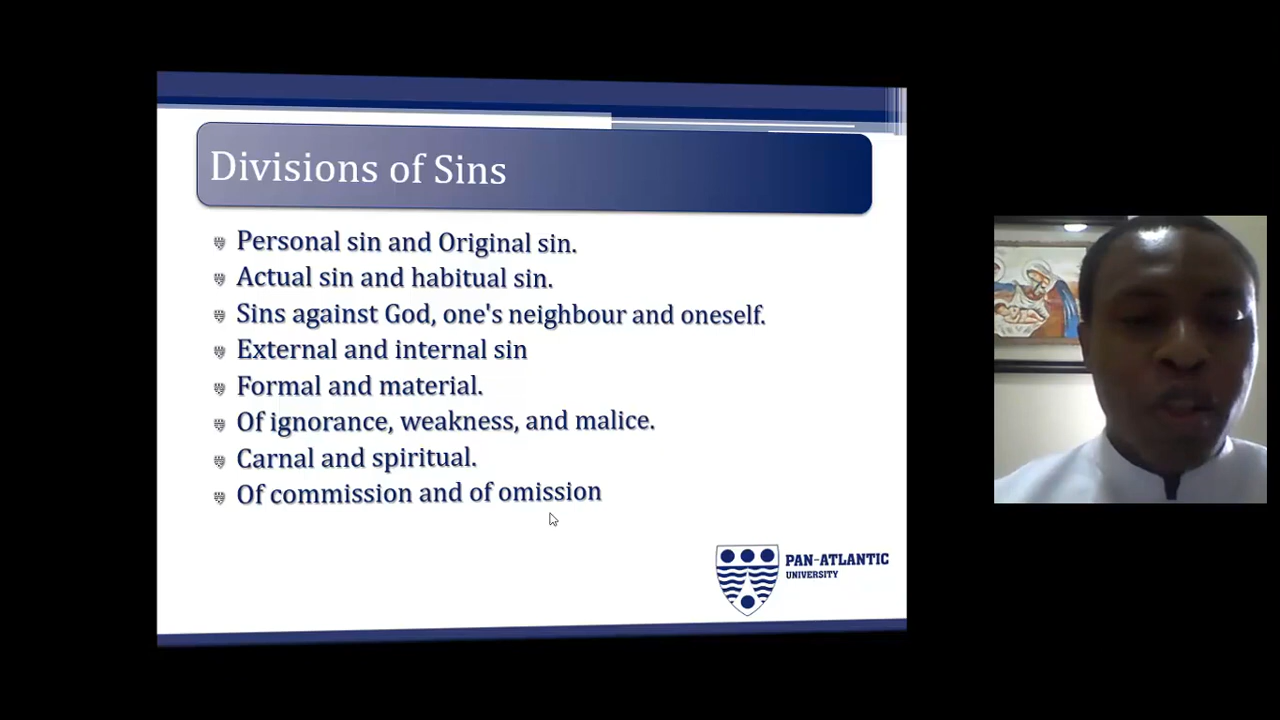 Divisions of Sins
Personal sin and Original sin.
Actual sin and habitual sin.
Sins against God, one's neighbour and oneself.
External and internal sin
Formal and material.
Of ignorance, weakness, and malice.
Carnal and spiritual.
Of commission and of omission
PAN-ATLANTIC
UNIVERSITY